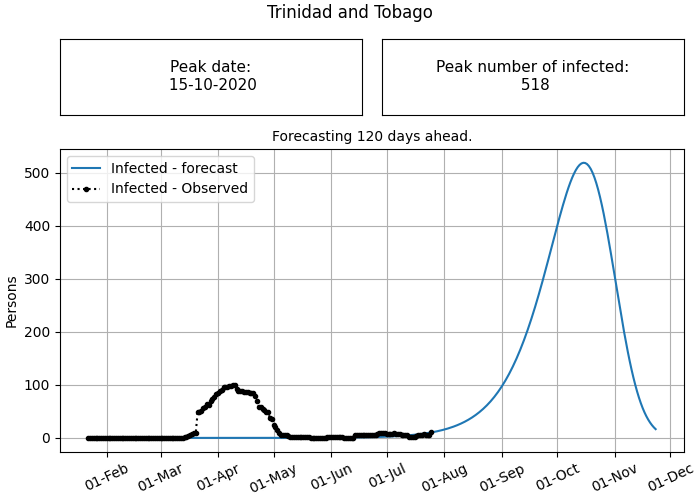 Trinidad and Tobago
Peak date:
15-10-2020
Peak number of infected:
518
Forecasting 120 days ahead.
Infected - forecast
Infected - Observed
Persons
500
400
300
200
100
0
01-Feb
01-Mar
01-Apr
01-May
01-Jun
01-Jul
01-Aug
01-Sep
01-Oct
01-Nov
01-Dec